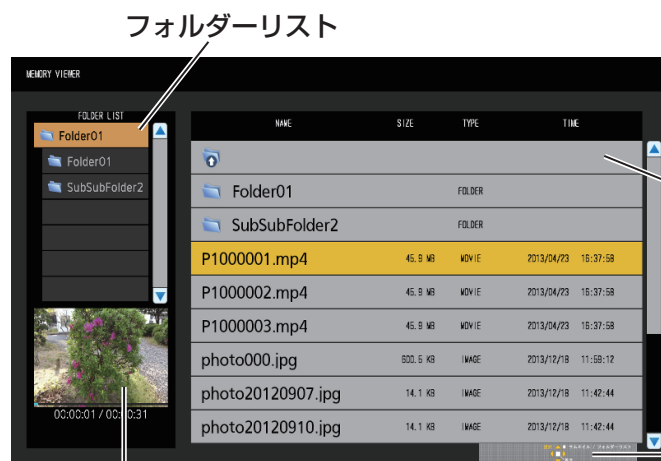 フォルダーリスト
MEMORY VIEWER
FOLDER LIST
Folder01
Folder01
SubSubFolder2
00:00:01 / 00:00:31
NAME SIZE TYPE TIME
Folder01 FOLDER
SubSubFolder2 FOLDER
P1000001.mp4 45.9 MB MOVIE 2013/04/23 16:37:58
P1000002.mp4 45.9 MB MOVIE 2013/04/23 16:37:58
P1000003.mp4 45.9 MB MOVIE 2013/04/23 16:37:58
photo000.jpg 600.5 KB IMAGE 2013/12/18 11:59:12
photo20120907.jpg 14.1 KB IMAGE 2013/12/18 11:42:44
photo20120910.jpg 14.1 KB IMAGE 2013/12/18 11:42:44